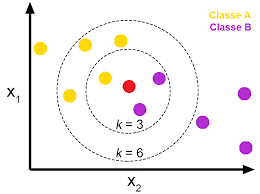 Classe A
Classe B
x1
k = 3
k = 6
x2